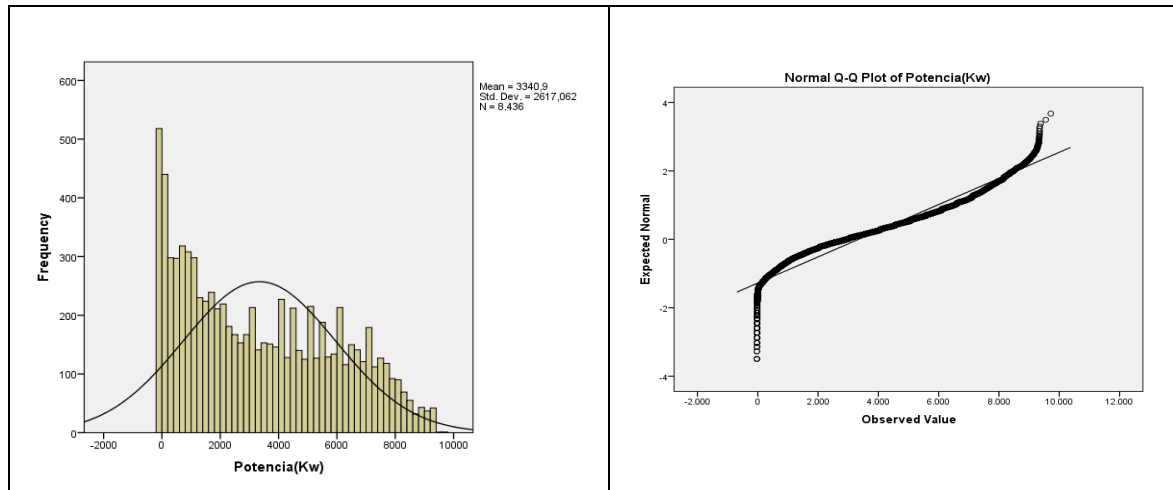 Mean = 3340,9
Std. Dev. = 2617,062
N = 8.436
600
500
400
300
200
100
0
Frequency
-2000 0 2000 4000 6000 8000 10000
Potencia(Kw)
Normal Q-Q Plot of Potencia(Kw)
4
2
0
-2
-4
Expected Normal
-2.000 0 2.000 4.000 6.000 8.000 10.000 12.000
Observed Value